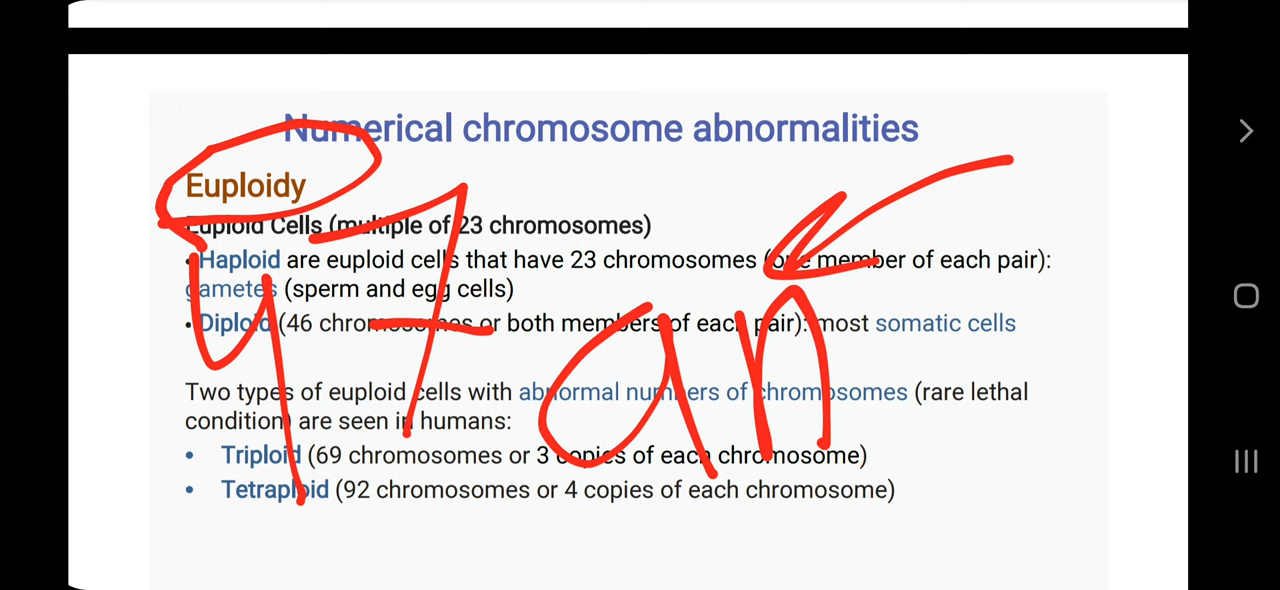 Numerical chromosome abnormalities
Euploidy
Euploid Cells (multiple of 23 chromosomes)
•Haploid are euploid cells that have 23 chromosomes (one member of each pair):
gametes (sperm and egg cells)
•Diploid (46 chromosomes or both members of each pair): most somatic cells
Two types of euploid cells with abnormal numbers of chromosomes (rare lethal
condition) are seen in humans:
• Triploid (69 chromosomes or 3 copies of each chromosome)
• Tetraploid (92 chromosomes or 4 copies of each chromosome)
47 an